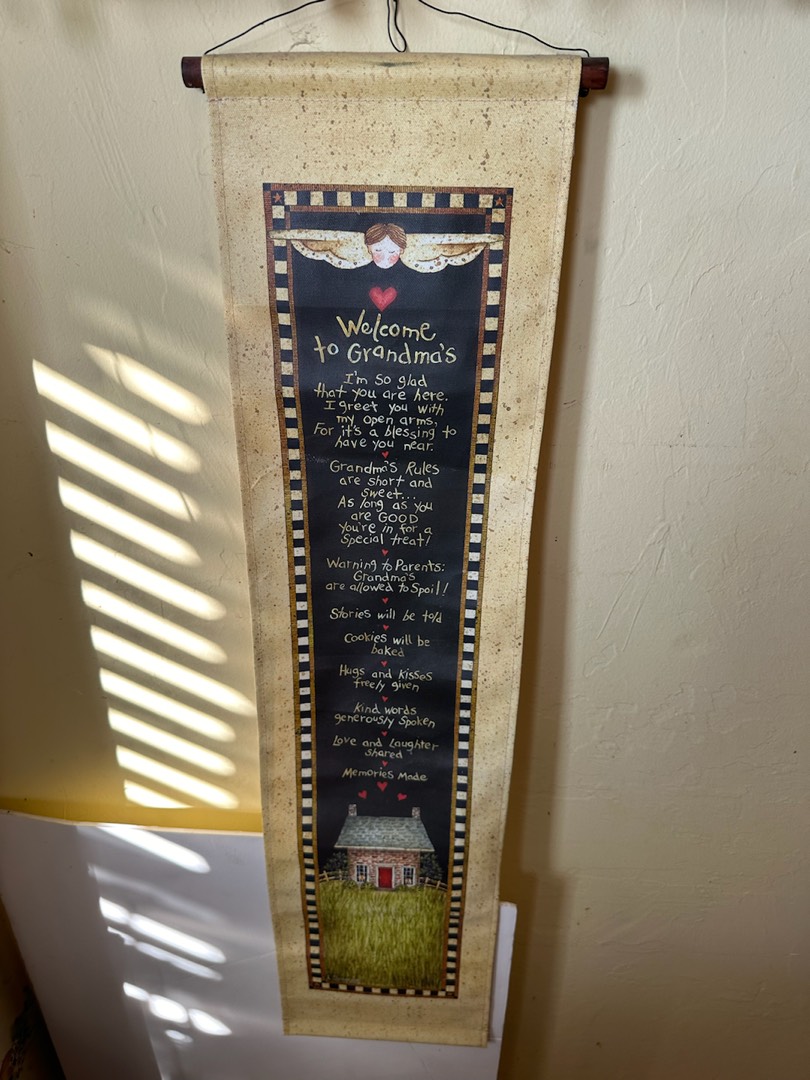 Welcome
to Grandma's
I'm so glad
that you are here.
I greet you with
my open arms,
For it's a blessing to
have you near.
Grandma's Rules
are short and
sweet...
As long as you
are GOOD
you're in for a
Special treat!
Warning to Parents:
Grandma's
are allowed to Spoil!
Stories will be told
Cookies will be
baked
Hugs and kisses
freely given
Kind words
generously Spoken
Love and Laughter
shared
Memories Made